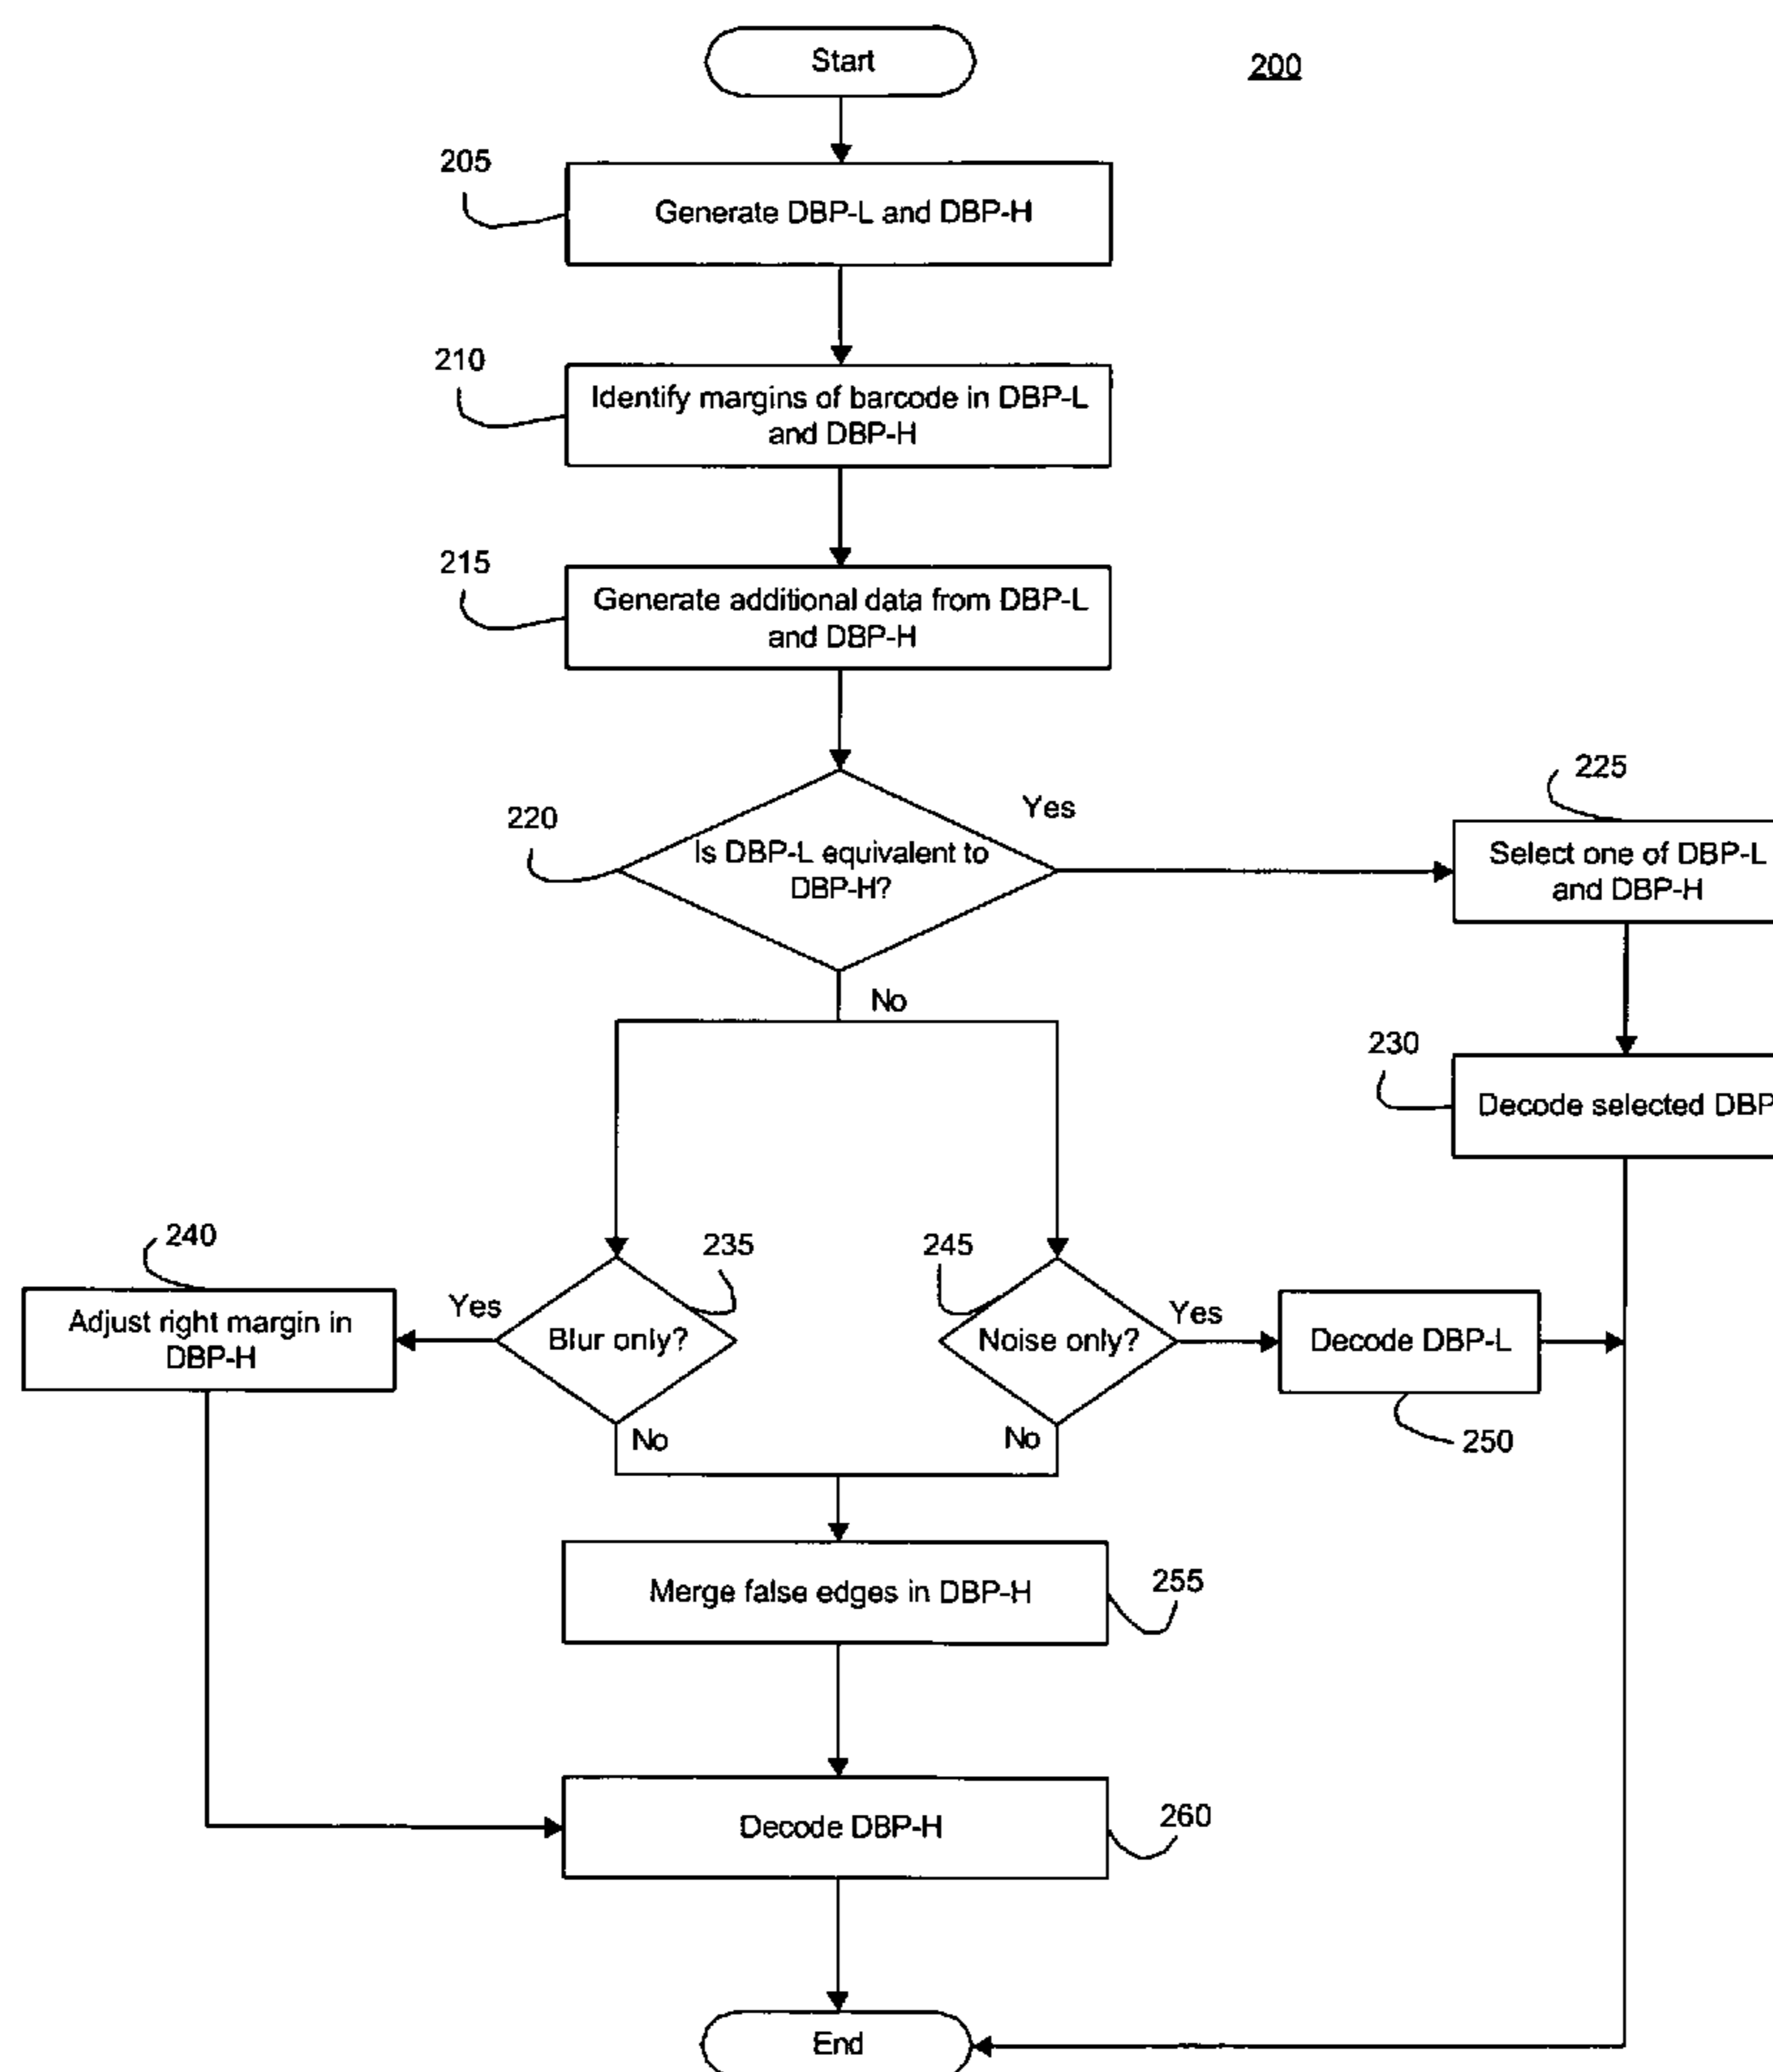 Start
200
205
Generate DBP-L and DBP-H
210
Identify margins of barcode in DBP-L
and DBP-H
215
Generate additional data from DBP-L
and DBP-H
220
Is DBP-L equivalent to
DBP-H?
Yes
225
Select one of DBP-L
and DBP-H
No
230
Decode selected DBP
240
Adjust right margin in
DBP-H
Yes
235
Blur only?
No
245
Noise only?
Yes
No
Decode DBP-L
250
Merge false edges in DBP-H
255
Decode DBP-H
260
End